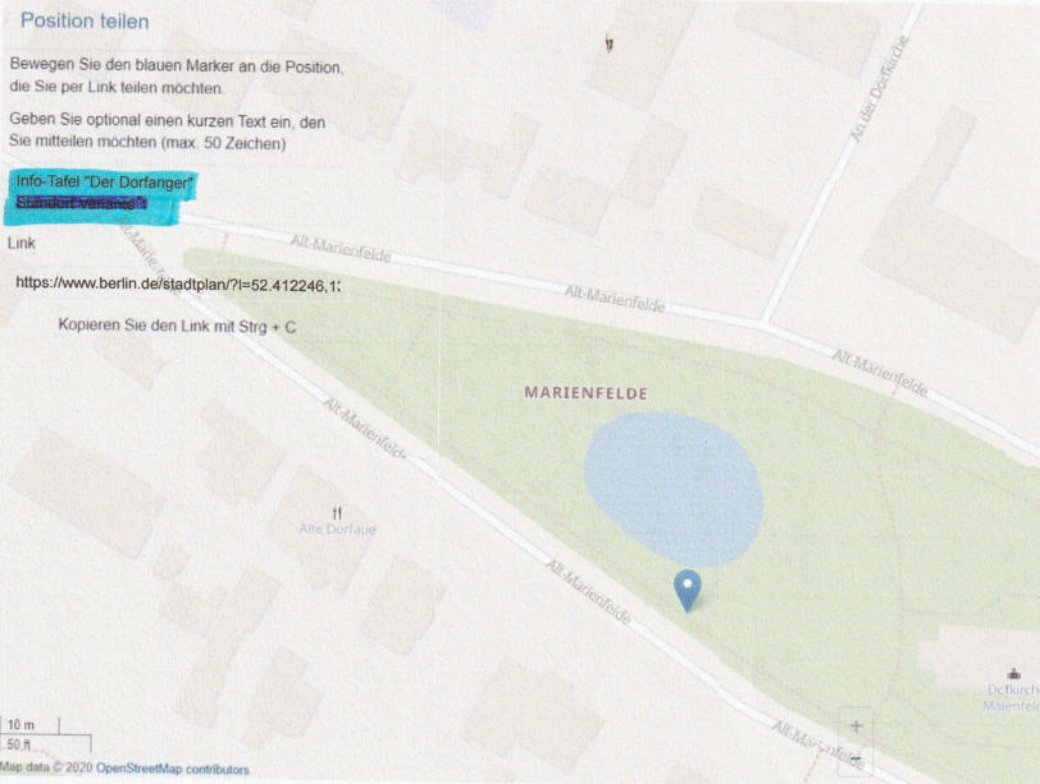 Position teilen
Bewegen Sie den blauen Marker an die Position,
die Sie per Link teilen möchten.
Geben Sie optional einen kurzen Text ein, den
Sie mitteilen möchten (max. 50 Zeichen)
Info-Tafel "Der Dorfanger"
Link
https://www.berlin.de/stadtplan/?l=52.412246,1
Kopieren Sie den Link mit Strg + C
An der Dorfkirche
Alt-Marienfelde
Alt-Marienfelde
Alt-Marienfelde
Alt-Marienfelde
MARIENFELDE
Alt-Marienfelde
Alte Dorfaue
Alt-Marienfelde
Alt-Marienfelde
+
10 m
50 ft
Map data © 2020 OpenStreetMap contributors